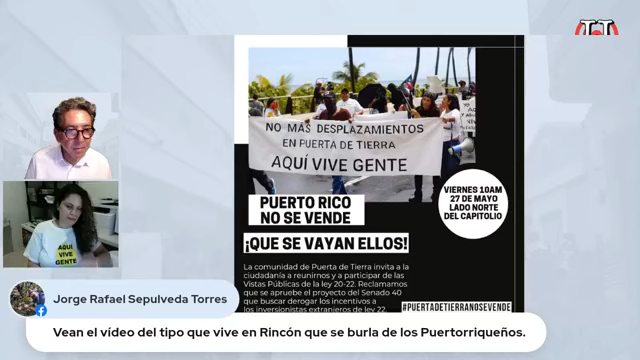 TT
NO MAS DESPLAZAMIENTOS
EN PUERTA DE TIERRA
AQUÍ VIVE GENTE
PUERTO RICO
NO SE VENDE
VIERNES 10AM
27 DE MAYO
LADO NORTE
DEL CAPITOLIO
¡QUE SE VAYAN ELLOS!
La comunidad de Puerta de Tierra invita a la
ciudadanía a reunirnos y a participar de las
Vistas Públicas de la ley 20-22. Reclamamos
que se apruebe el proyecto del Senado 40
que buscar derogar los incentivos a
los inversionistas extranjeros de ley 22.
#PUERTADETIERRANOSEVENDE
AQUI
VIVE
GENTE
Jorge Rafael Sepulveda Torres
Vean el vídeo del tipo que vive en Rincón que se burla de los Puertorriqueños.